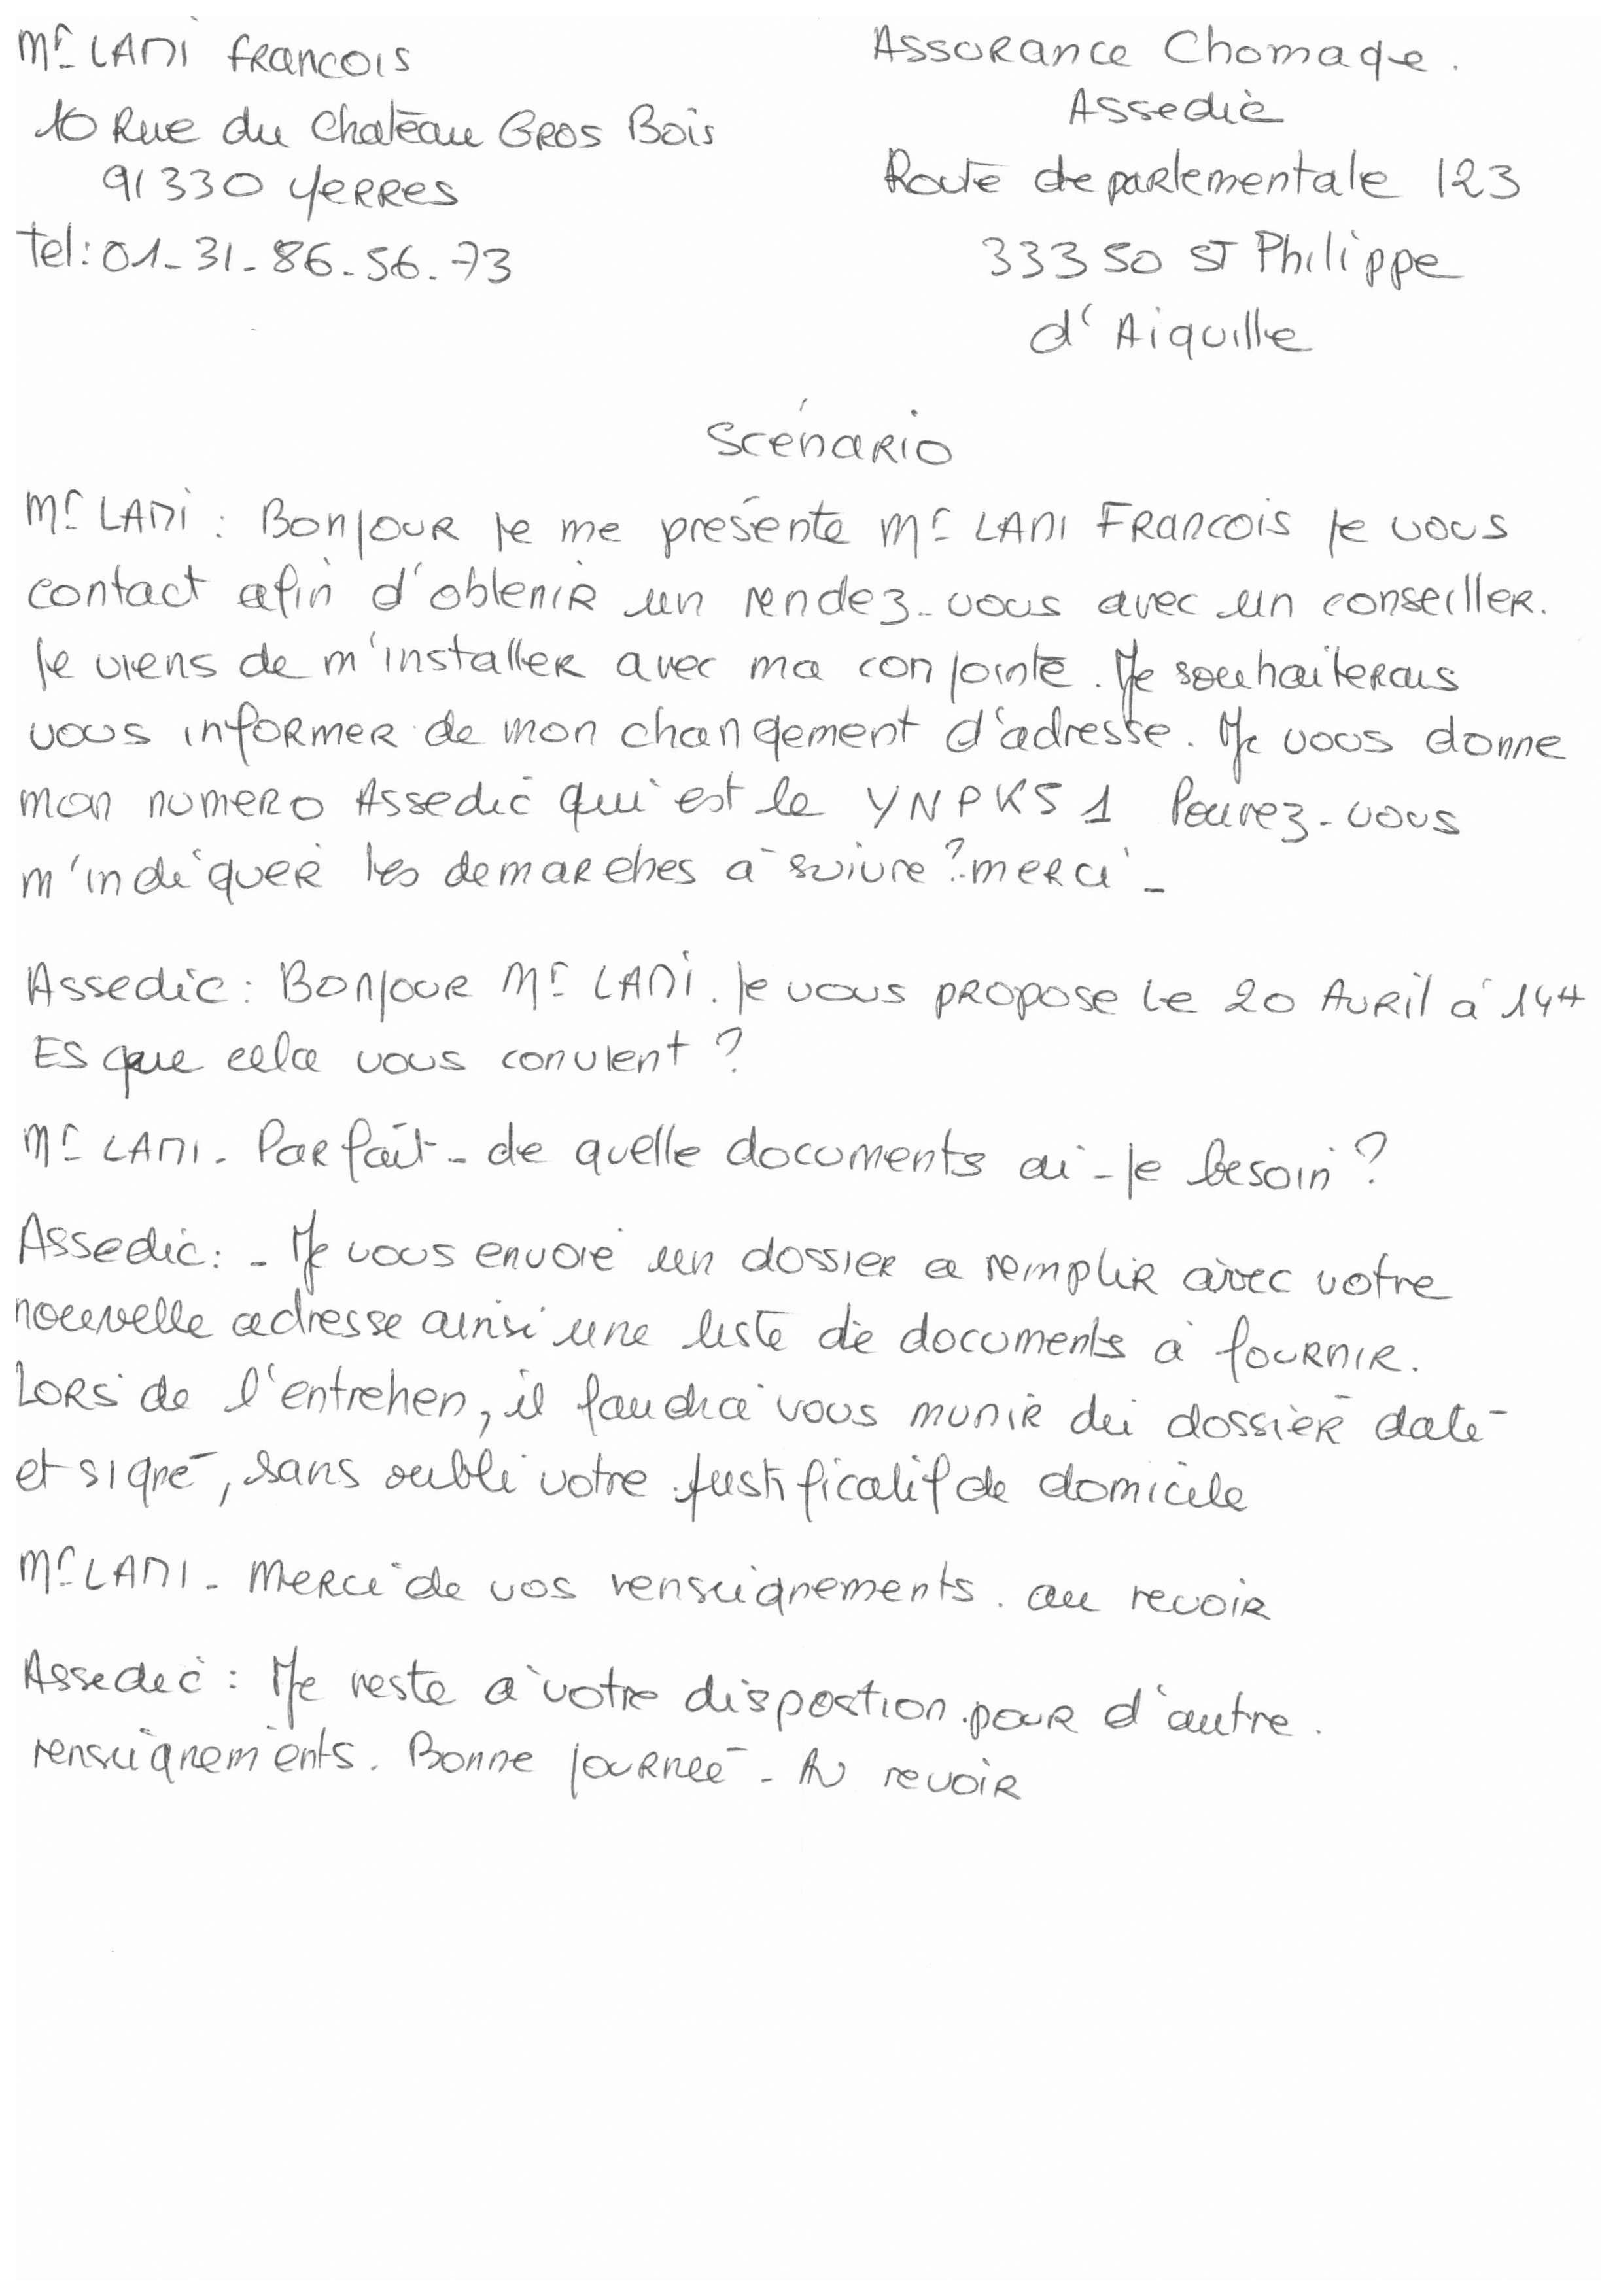 Mr LANI francois
10 Rue du Chateau GROS Bois
91330 YERRES
tel: 01-31-86-56-73
Assurance Chomage.
Assedic
Route departementale 123
33350 ST Philippe
d'Aiguille
Scénario
Mr LANI : Bonjour je me présente Mr LANI Francois je vous
contact afin d'obtenir un rendez-vous avec un conseiller.
Je viens de m'installer avec ma conjointe. Je souhaiterais
vous informer de mon changement d'adresse. Je vous donne
mon numero Assedic qui est le YNPKS1 Pouvez-vous
m'indiquer les demarches à suivre ? merci -
Assedic : Bonjour Mr LANI. Je vous propose le 20 Avril à 14H
Es que cela vous convient ?
Mr LANI - Parfait - de quelle documents ai-je besoin ?
Assedic : - Je vous envoie un dossier a remplir avec votre
nouvelle adresse ainsi une liste de documents à fournir.
Lors de l'entretien, il faudra vous munir du dossier daté
et signé, sans oubli votre justificatif de domicile
Mr LANI - Merci de vos renseignements. au revoir
Assedic : Je reste à votre dispostion pour d'autre.
renseignements. Bonne journée - Au revoir